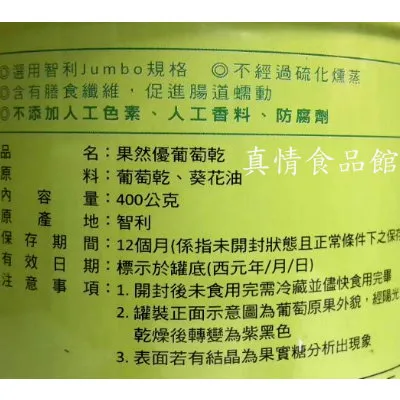 ◎選用智利Jumbo規格 ◎不經過硫化燻蒸
◎含有膳食纖維，促進腸道蠕動
◎不添加人工色素、人工香料、防腐劑
品名：果然優葡萄乾
真情食品館
原料：葡萄乾、葵花油
內容量：400公克
原產地：智利
保存期間：12個月(係指未開封狀態且正常條件下之保存
有效日期：標示於罐底(西元年/月/日)
注意事項：1. 開封後未食用完需冷藏並儘快食用完畢
2. 罐裝正面示意圖為葡萄原果外貌，經陽光
乾燥後轉變為紫黑色
3. 表面若有結晶為果實糖分析出現象